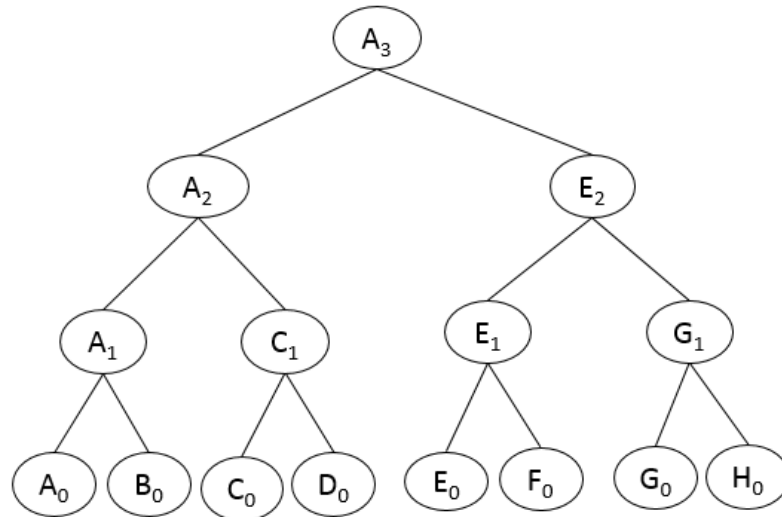 A₃
A₂ E₂
A₁ C₁ E₁ G₁
A₀ B₀ C₀ D₀ E₀ F₀ G₀ H₀